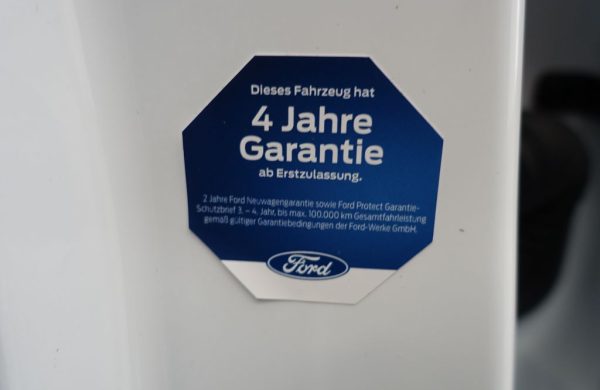 Dieses Fahrzeug hat
4 Jahre
Garantie
ab Erstzulassung.
2 Jahre Ford Neuwagengarantie sowie Ford Protect Garantie-
Schutzbrief 3. – 4. Jahr, bis max. 100.000 km Gesamtfahrleistung
gemäß gültiger Garantiebedingungen der Ford-Werke GmbH.
Ford